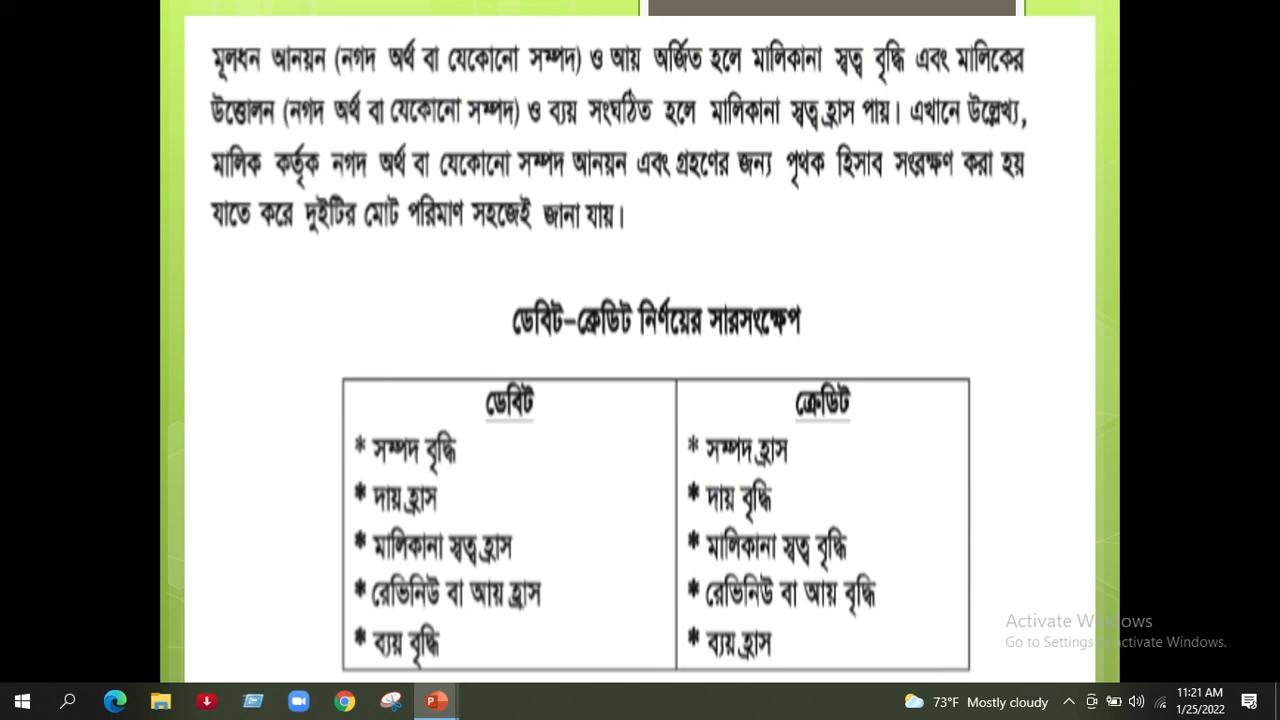 মূলধন আনয়ন (নগদ অর্থ বা যেকোনো সম্পদ) ও আয় অর্জিত হলে মালিকানা স্বত্ব বৃদ্ধি এবং মালিকের
উত্তোলন (নগদ অর্থ বা যেকোনো সম্পদ) ও ব্যয় সংঘঠিত হলে মালিকানা স্বত্ব হ্রাস পায়। এখানে উল্লেখ্য,
মালিক কর্তৃক নগদ অর্থ বা যেকোনো সম্পদ আনয়ন এবং গ্রহণের জন্য পৃথক হিসাব সংরক্ষণ করা হয়
যাতে করে দুইটির মোট পরিমাণ সহজেই জানা যায়।
ডেবিট–ক্রেডিট নির্ণয়ের সারসংক্ষেপ
ডেবিট
* সম্পদ বৃদ্ধি
* দায় হ্রাস
* মালিকানা স্বত্ব হ্রাস
* রেভিনিউ বা আয় হ্রাস
* ব্যয় বৃদ্ধি
ক্রেডিট
* সম্পদ হ্রাস
* দায় বৃদ্ধি
* মালিকানা স্বত্ব বৃদ্ধি
* রেভিনিউ বা আয় বৃদ্ধি
* ব্যয় হ্রাস
Activate Windows
Go to Settings to activate Windows.
73°F Mostly cloudy
11:21 AM
1/25/2022